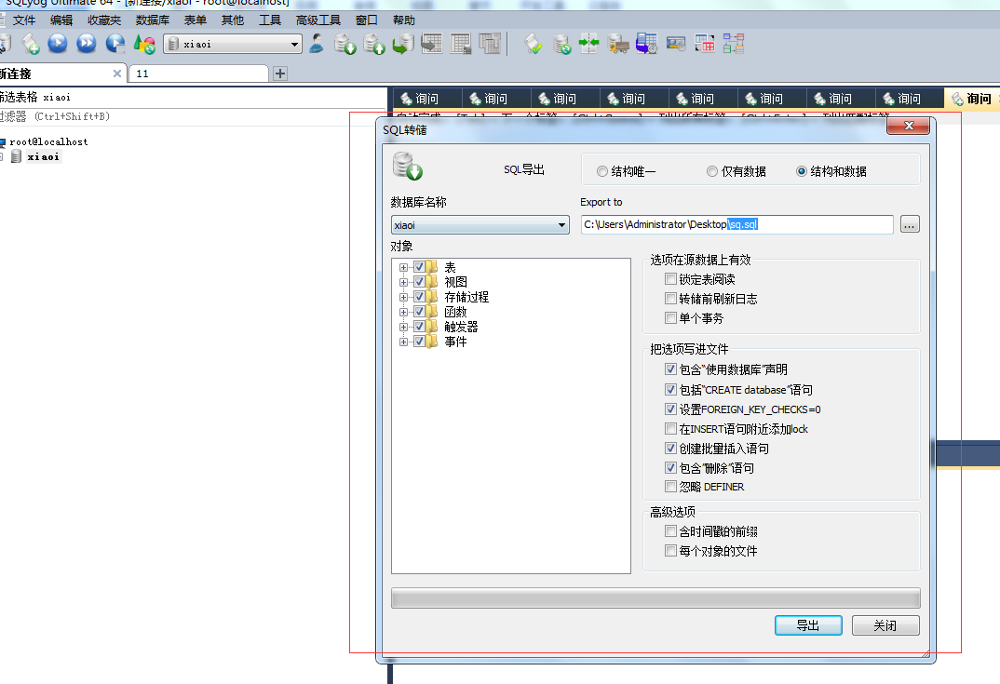 SQLyog Ultimate 64 - [新连接/xiaoi - root@localhost]
文件 编辑 收藏夹 数据库 表单 其他 工具 高级工具 窗口 帮助
xiaoi
新连接 11
筛选表格 xiaoi
过滤器 (Ctrl+Shift+B)
root@localhost
xiaoi
询问 询问 询问 询问 询问 询问 询问 询问 询问
SQL转储
SQL导出
结构唯一 仅有数据 结构和数据
数据库名称
xiaoi
Export to
C:\Users\Administrator\Desktop\sq.sql
...
对象
表
视图
存储过程
函数
触发器
事件
选项在源数据上有效
锁定表阅读
转储前刷新日志
单个事务
把选项写进文件
包含"使用数据库"声明
包括"CREATE database"语句
设置FOREIGN_KEY_CHECKS=0
在INSERT语句附近添加lock
创建批量插入语句
包含"删除"语句
忽略 DEFINER
高级选项
含时间戳的前缀
每个对象的文件
导出 关闭